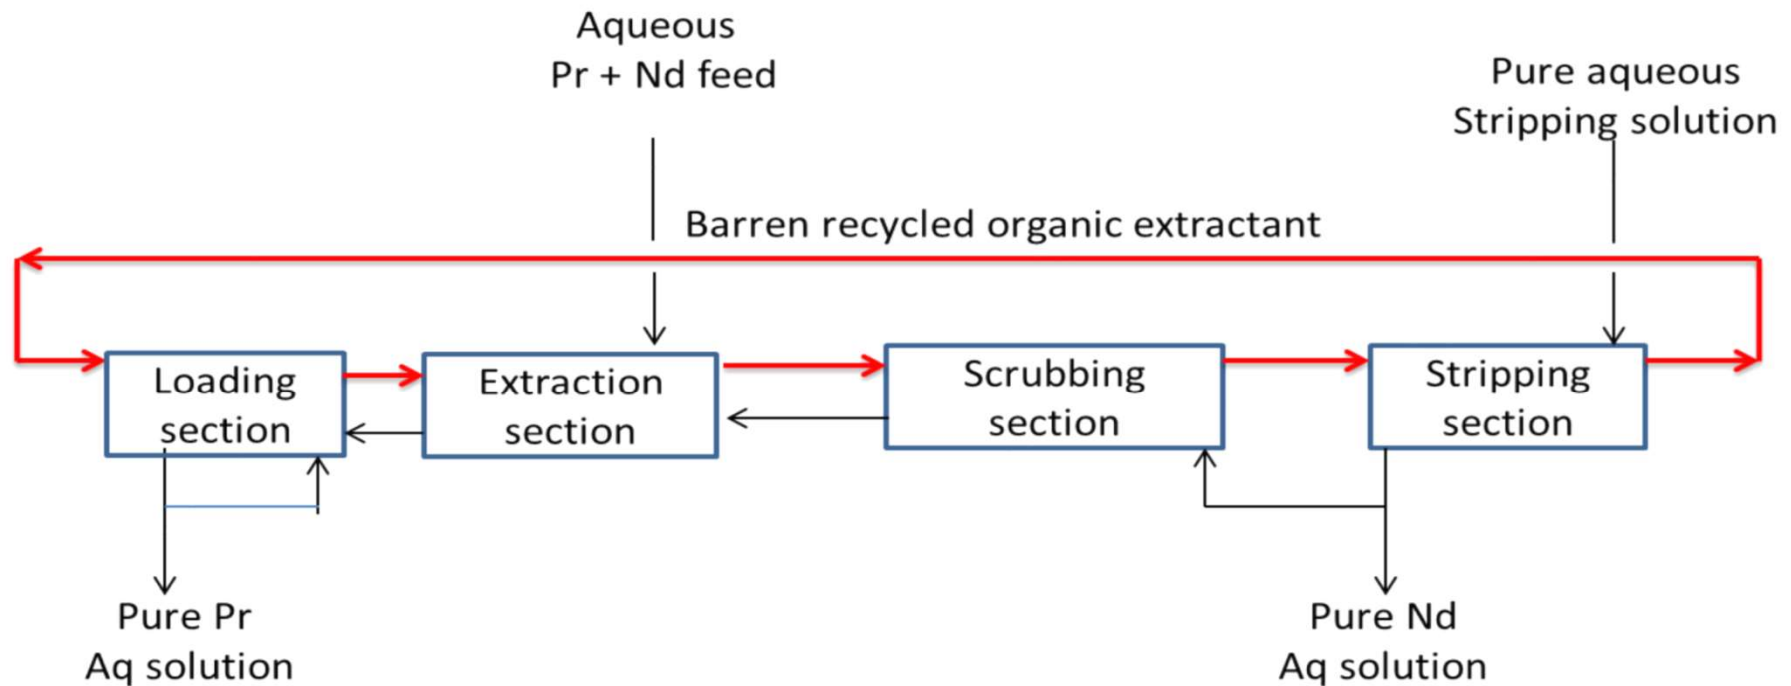 Aqueous
Pr + Nd feed
Pure aqueous
Stripping solution
Barren recycled organic extractant
Loading
section
Extraction
section
Scrubbing
section
Stripping
section
Pure Pr
Aq solution
Pure Nd
Aq solution